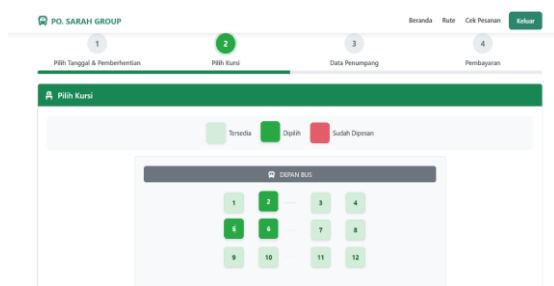 PO. SARAH GROUP Beranda Rute Cek Pesanan Keluar
1 2 3 4
Pilih Tanggal & Pemberhentian Pilih Kursi Data Penumpang Pembayaran
Pilih Kursi
Tersedia Dipilih Sudah Dipesan
DEPAN BUS
1 2 3 4
5 6 7 8
9 10 11 12